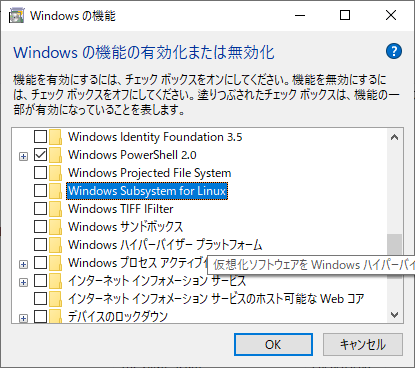 Windows の機能
Windows の機能の有効化または無効化
機能を有効にするには、チェック ボックスをオンにしてください。機能を無効にするに
は、チェック ボックスをオフにしてください。塗りつぶされたチェック ボックスは、機能の一
部が有効になっていることを表します。
Windows Identity Foundation 3.5
Windows PowerShell 2.0
Windows Projected File System
Windows Subsystem for Linux
Windows TIFF IFilter
Windows サンドボックス
Windows ハイパーバイザー プラットフォーム
Windows プロセス アクティブ
仮想化ソフトウェアを Windows ハイパーバイ
インターネット インフォメーション サービス
インターネット インフォメーション サービスのホスト可能な Web コア
デバイスのロックダウン
OK
キャンセル